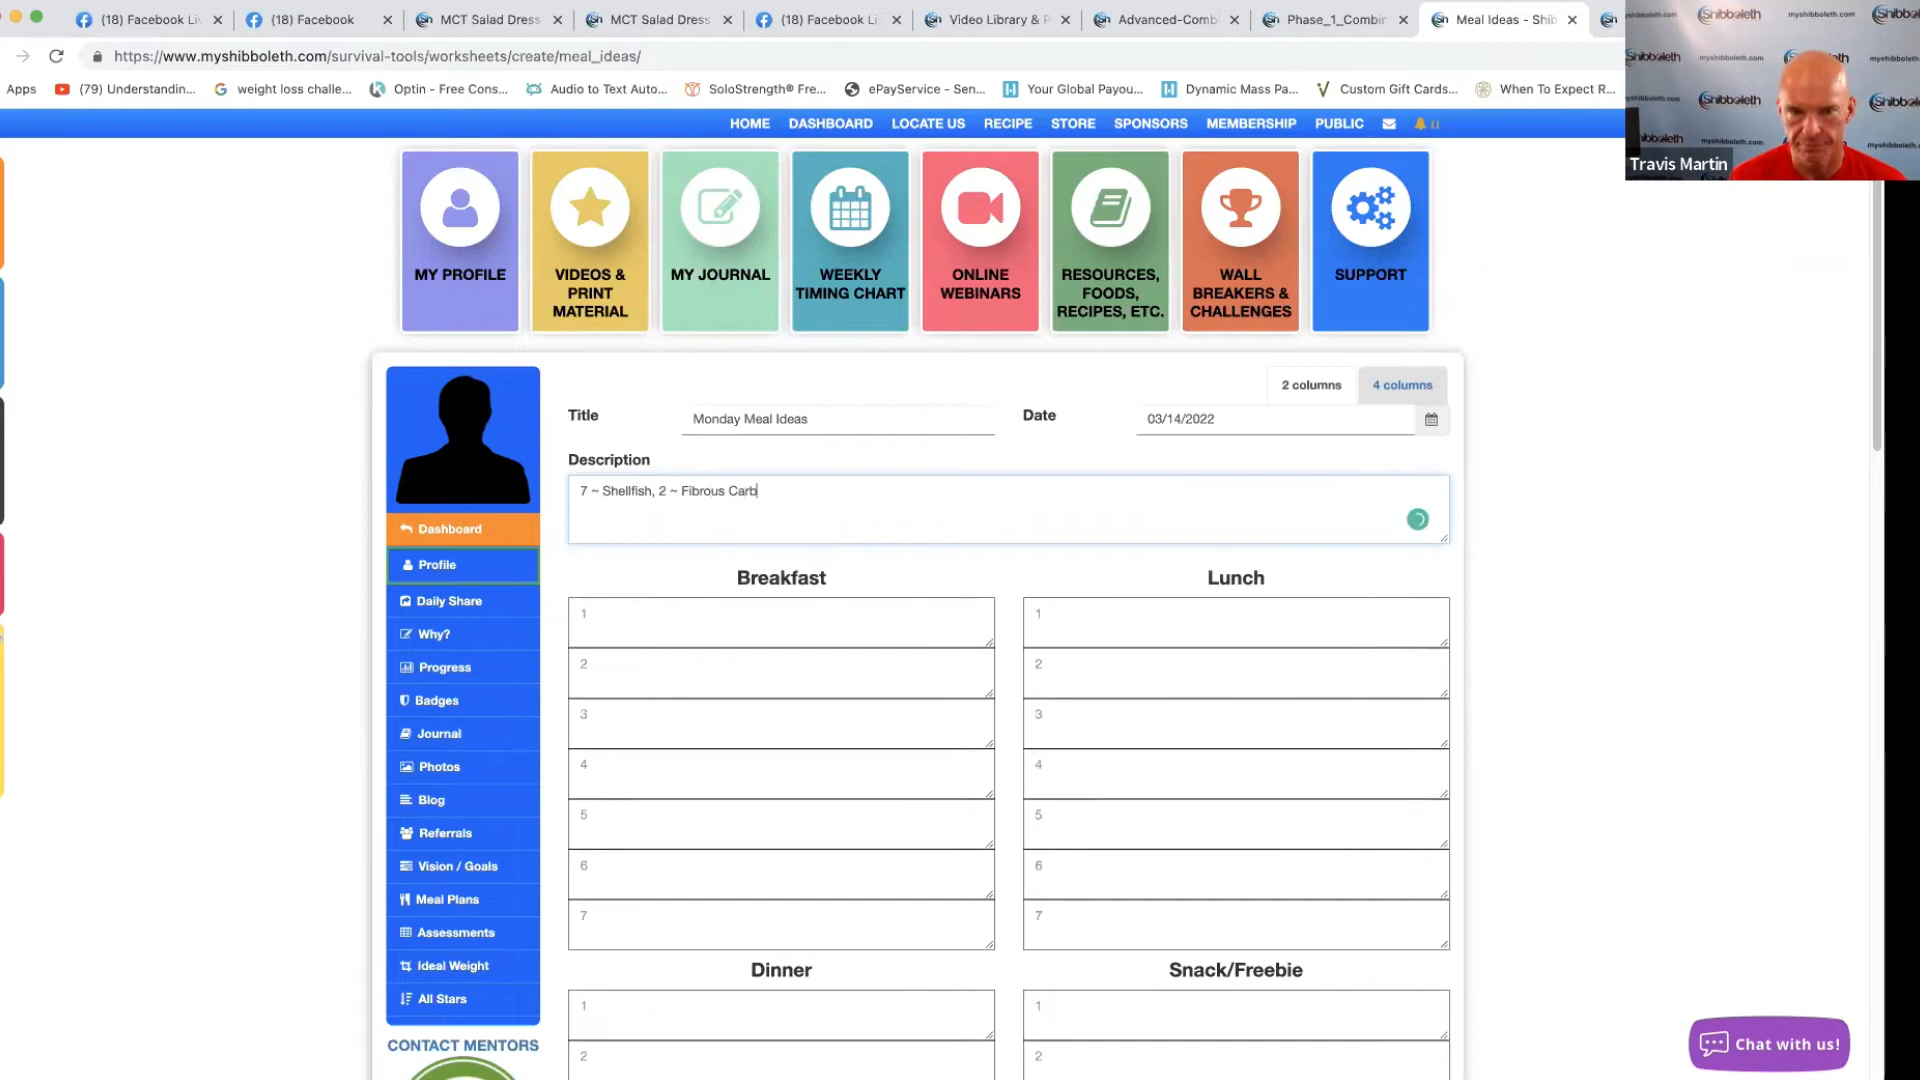 (18) Facebook Li
(18) Facebook
MCT Salad Dress
MCT Salad Dress
(18) Facebook Li
Video Library & P
Advanced-Comb
Phase_1_Combin
Meal Ideas - Shib
https://www.myshibboleth.com/survival-tools/worksheets/create/meal_ideas/
Apps
(79) Understandin...
weight loss challe...
Optin - Free Cons...
Audio to Text Auto...
SoloStrength® Fre...
ePayService - Sen...
Your Global Payou...
Dynamic Mass Pa...
Custom Gift Cards...
When To Expect R...
HOME DASHBOARD LOCATE US RECIPE STORE SPONSORS MEMBERSHIP PUBLIC
Shibboleth
myshibboleth.com
Travis Martin
MY PROFILE
VIDEOS &
PRINT
MATERIAL
MY JOURNAL
WEEKLY
TIMING CHART
ONLINE
WEBINARS
RESOURCES,
FOODS,
RECIPES, ETC.
WALL
BREAKERS &
CHALLENGES
SUPPORT
2 columns
4 columns
Title
Monday Meal Ideas
Date
03/14/2022
Description
7 ~ Shellfish, 2 ~ Fibrous Carb
Dashboard
Profile
Daily Share
Why?
Progress
Badges
Journal
Photos
Blog
Referrals
Vision / Goals
Meal Plans
Assessments
Ideal Weight
All Stars
CONTACT MENTORS
Breakfast
1
2
3
4
5
6
7
Lunch
1
2
3
4
5
6
7
Dinner
1
2
Snack/Freebie
1
2
Chat with us!